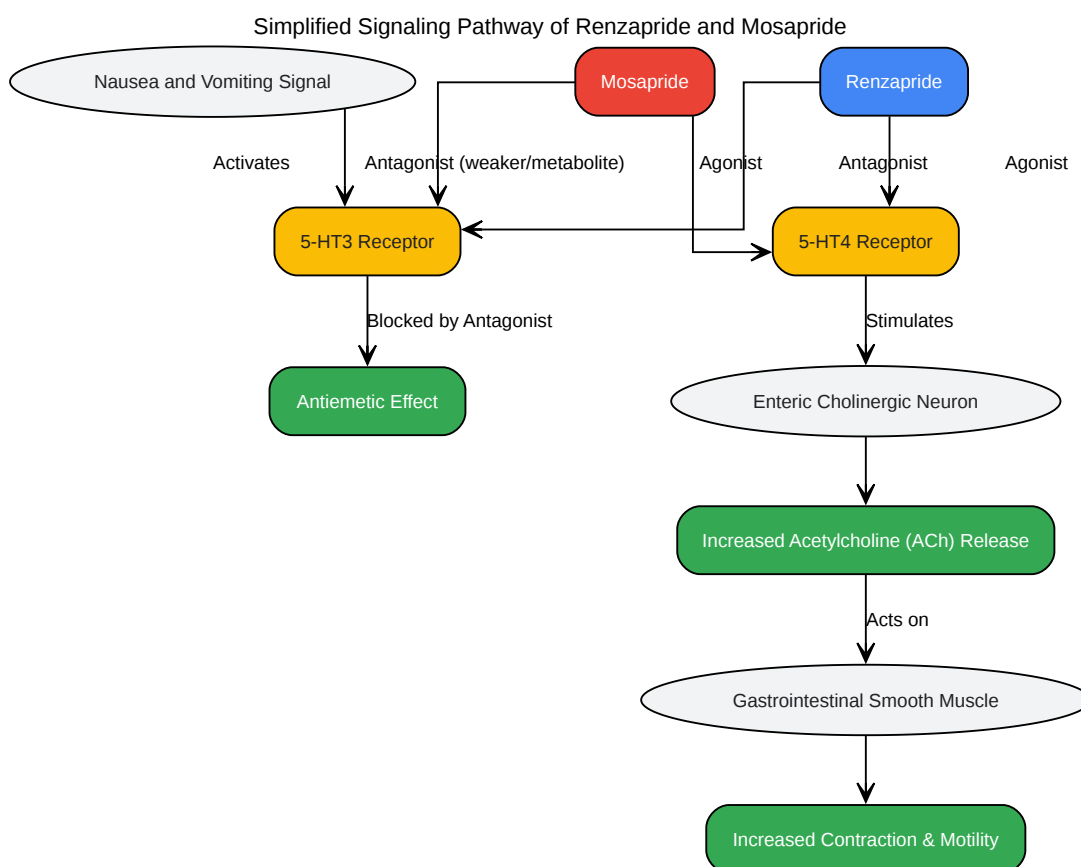 Simplified Signaling Pathway of Renzapride and Mosapride
Nausea and Vomiting Signal
Mosapride
Renzapride
Activates
Antagonist (weaker/metabolite)
Agonist
Antagonist
Agonist
5-HT3 Receptor
5-HT4 Receptor
Blocked by Antagonist
Stimulates
Antiemetic Effect
Enteric Cholinergic Neuron
Increased Acetylcholine (ACh) Release
Acts on
Gastrointestinal Smooth Muscle
Increased Contraction & Motility